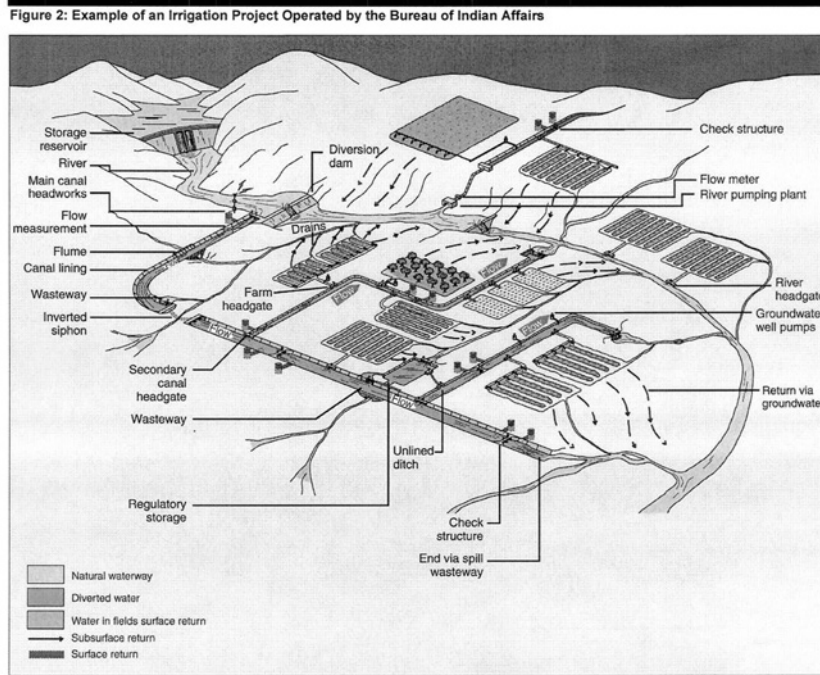 Figure 2: Example of an Irrigation Project Operated by the Bureau of Indian Affairs
Storage
reservoir
River
Main canal
headworks
Flow
measurement
Flume
Canal lining
Wasteway
Inverted
siphon
Diversion
dam
Drains
Farm
headgate
Check structure
Flow meter
River pumping plant
River
headgate
Groundwate
well pumps
Return via
groundwate
Flow
Flow
Flow
Flow
Flow
Secondary
canal
headgate
Wasteway
Unlined
ditch
Regulatory
storage
Check
structure
End via spill
wasteway
Natural waterway
Diverted water
Water in fields surface return
Subsurface return
Surface return